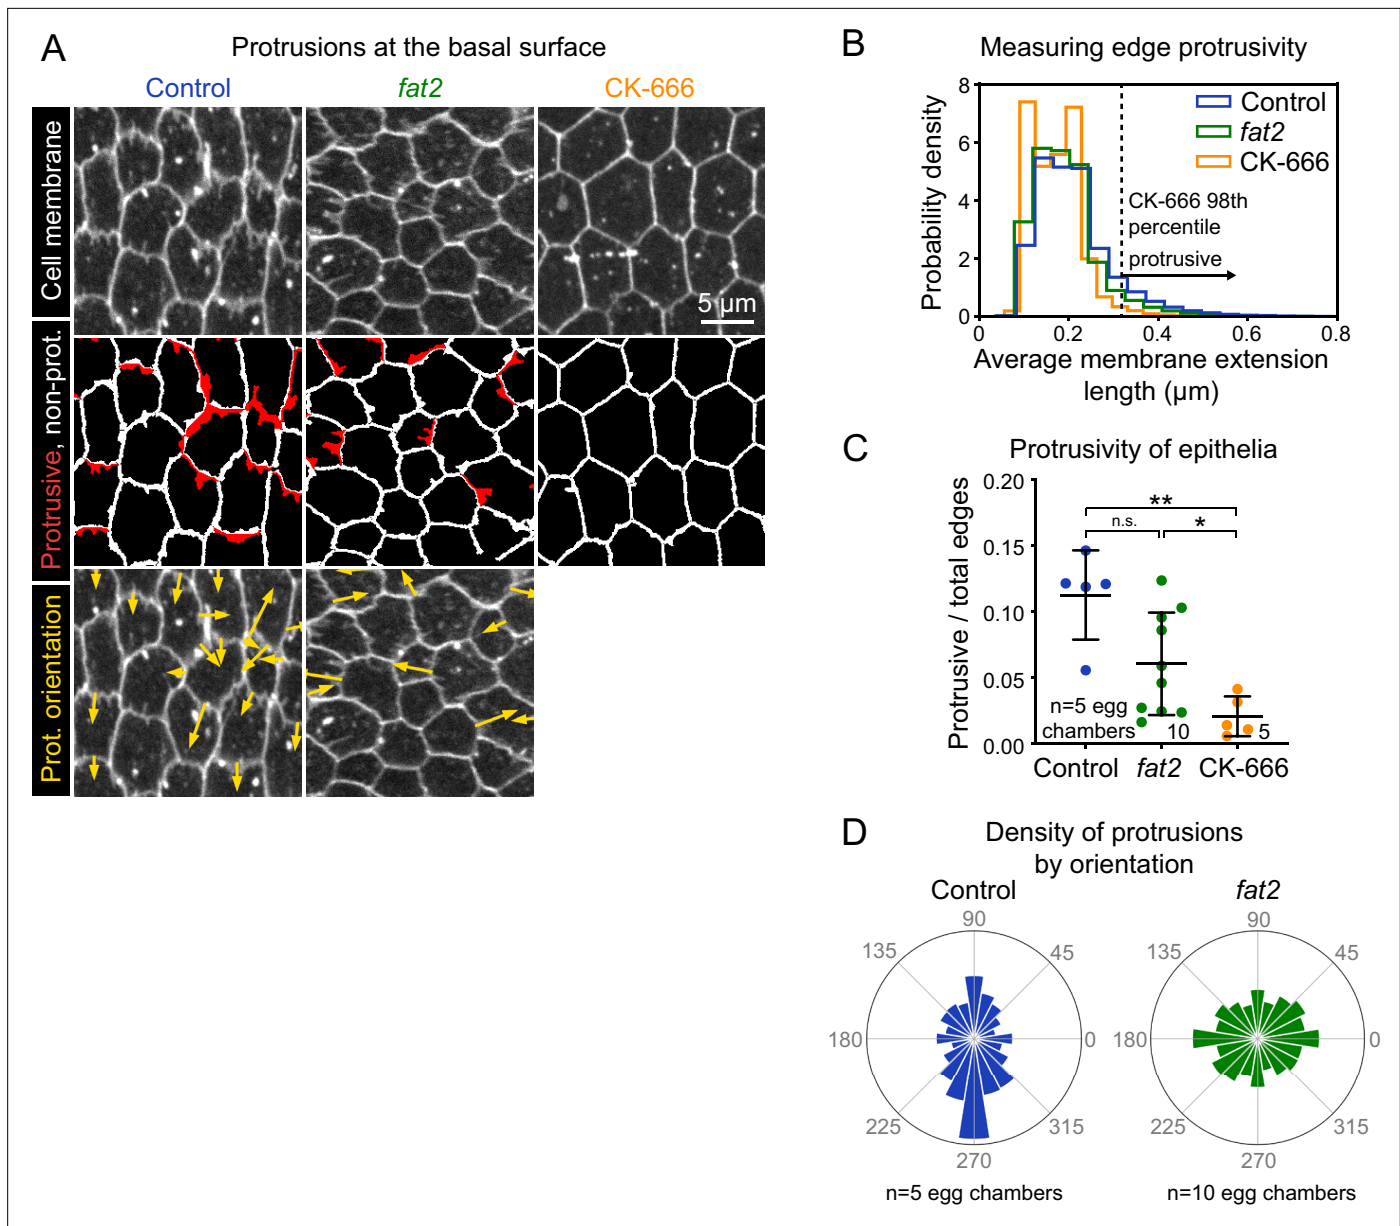 A
Protrusions at the basal surface
Control
fat2
CK-666
Cell membrane
5 µm
Protrusive, non-prot.
Prot. orientation
B
Measuring edge protrusivity
Probability density
8
6
4
2
0
Control
fat2
CK-666
CK-666 98th
percentile
protrusive
0
0.2
0.4
0.6
0.8
Average membrane extension
length (µm)
C
Protrusivity of epithelia
Protrusive / total edges
0.20
0.15
0.10
0.05
0.00
**
n.s.
*
n=5 egg
chambers
10
5
Control
fat2
CK-666
D
Density of protrusions
by orientation
Control
90
135
45
180
0
225
315
270
n=5 egg chambers
fat2
90
135
45
180
0
225
315
270
n=10 egg chambers